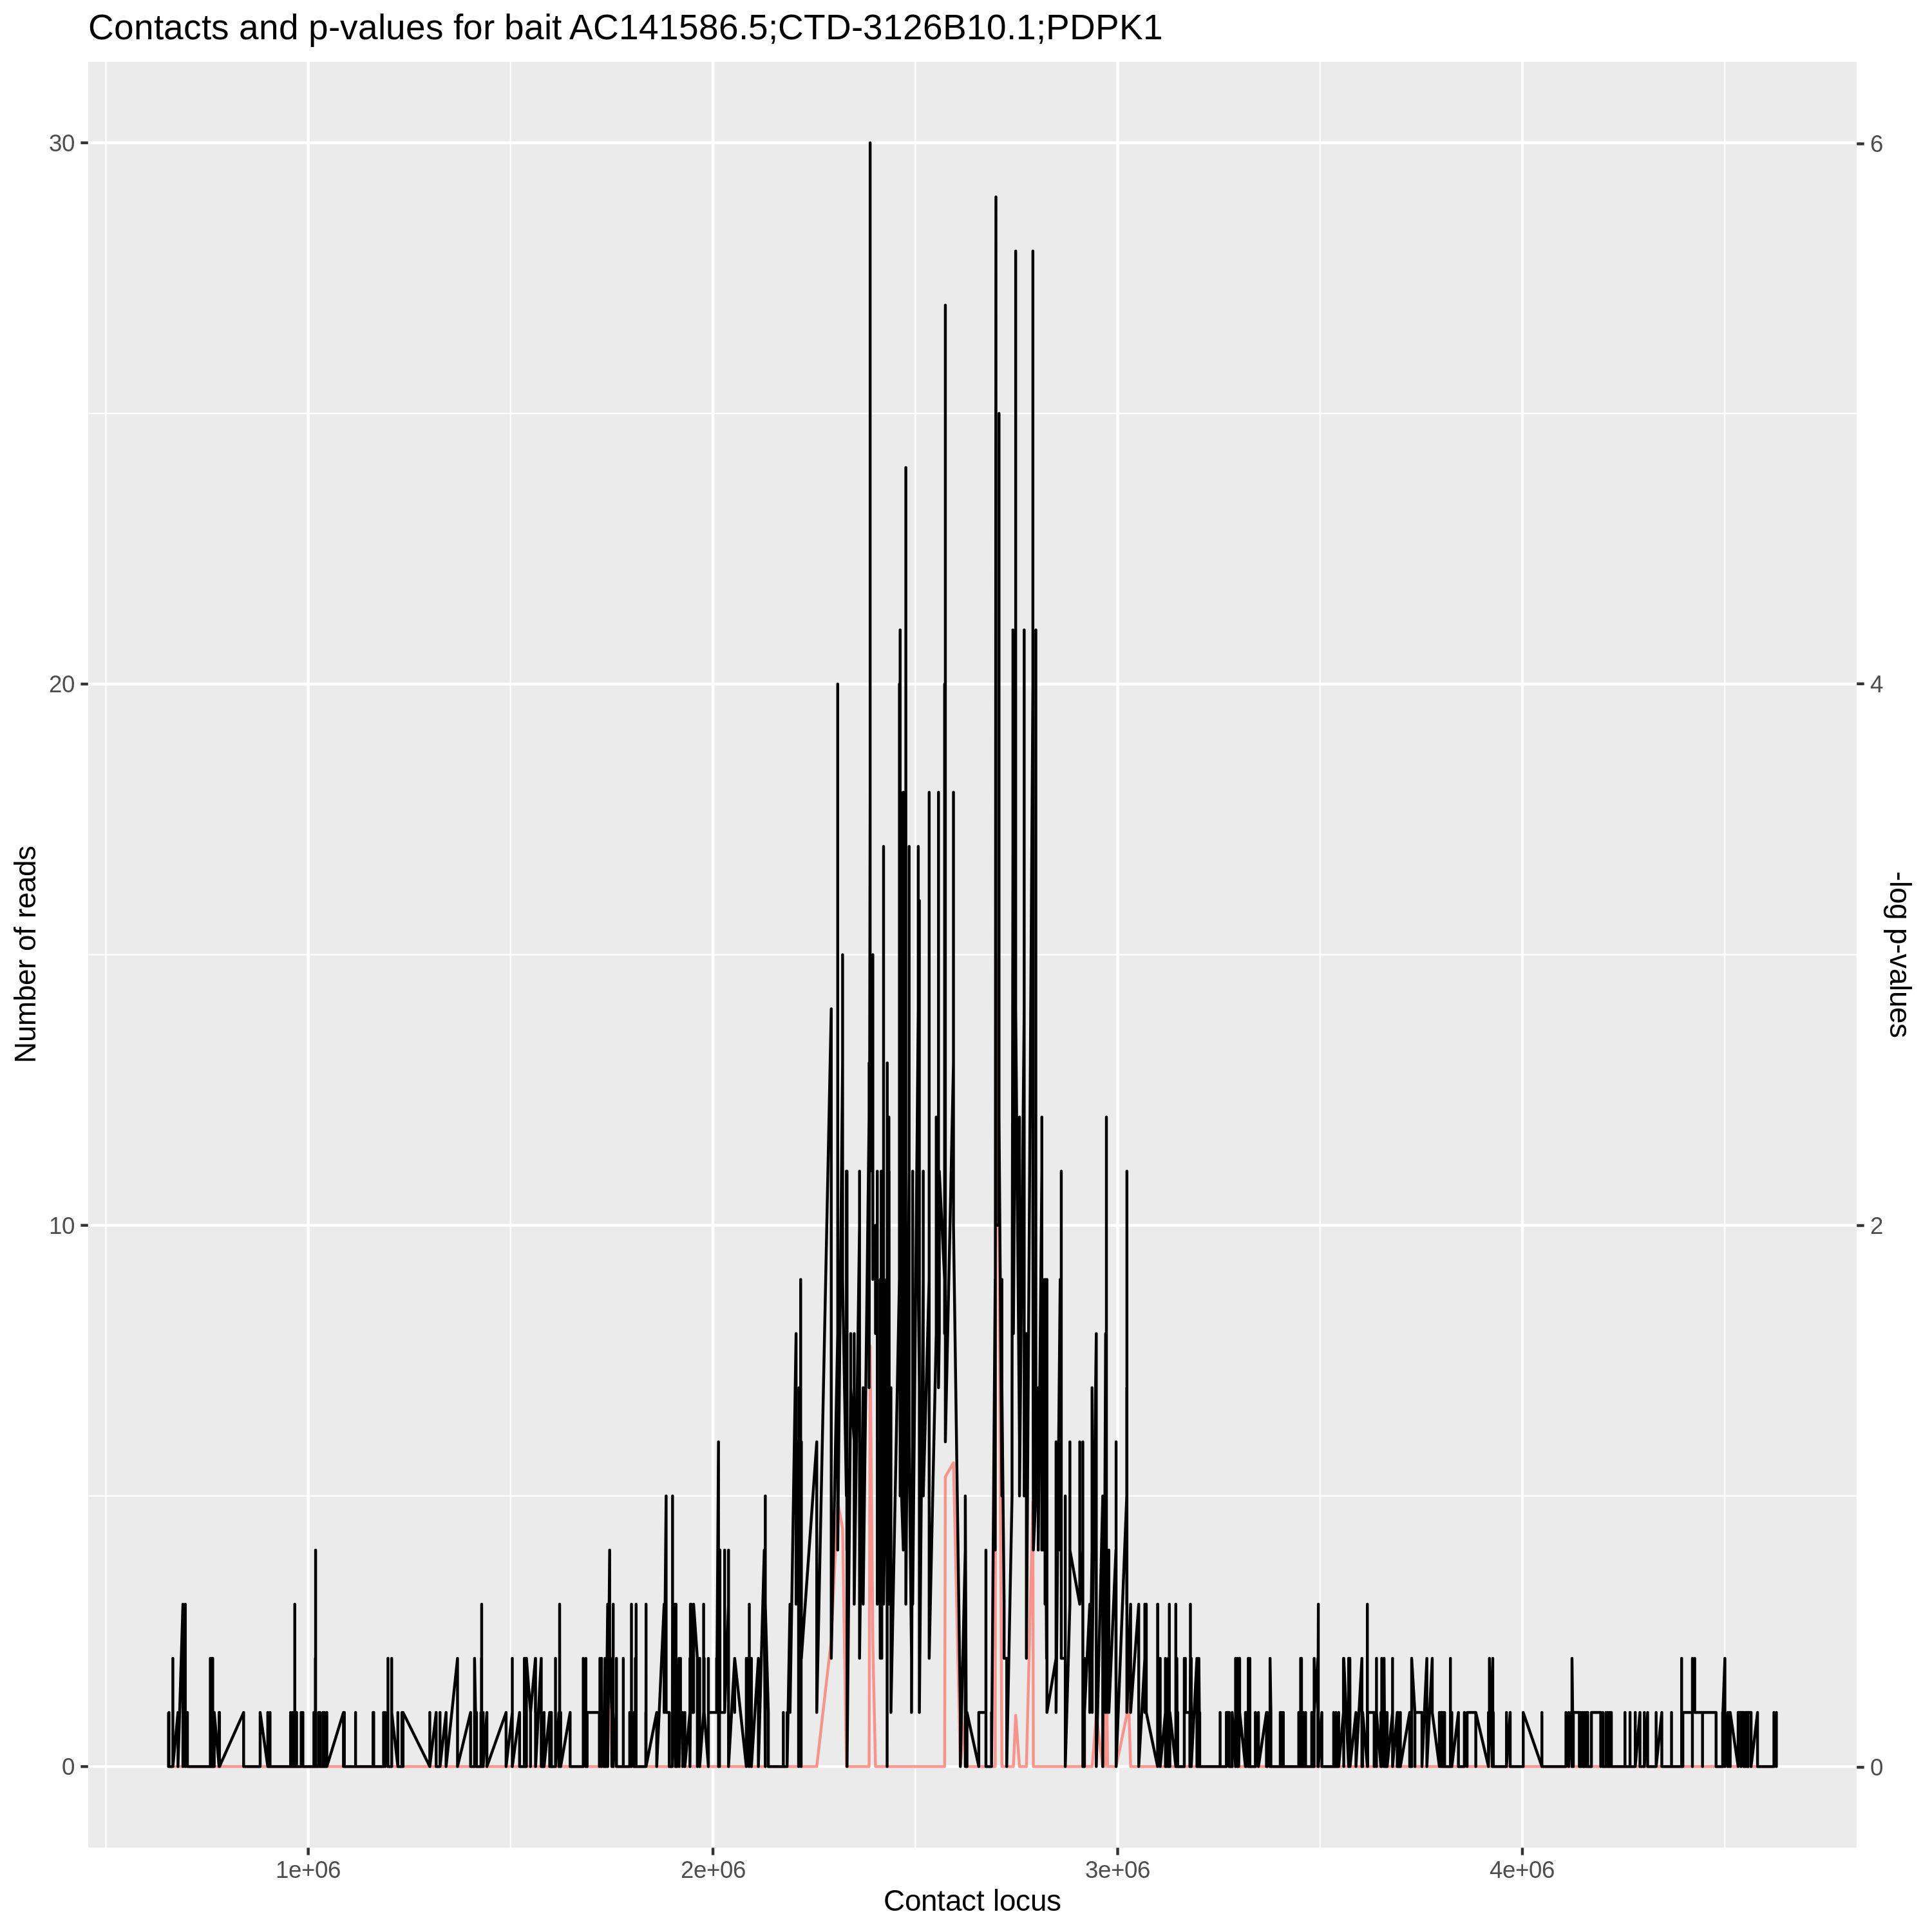 Contacts and p-values for bait AC141586.5;CTD-3126B10.1;PDPK1
30
20
10
0
Number of reads
6
4
2
0
-log p-values
1e+06
2e+06
3e+06
4e+06
Contact locus